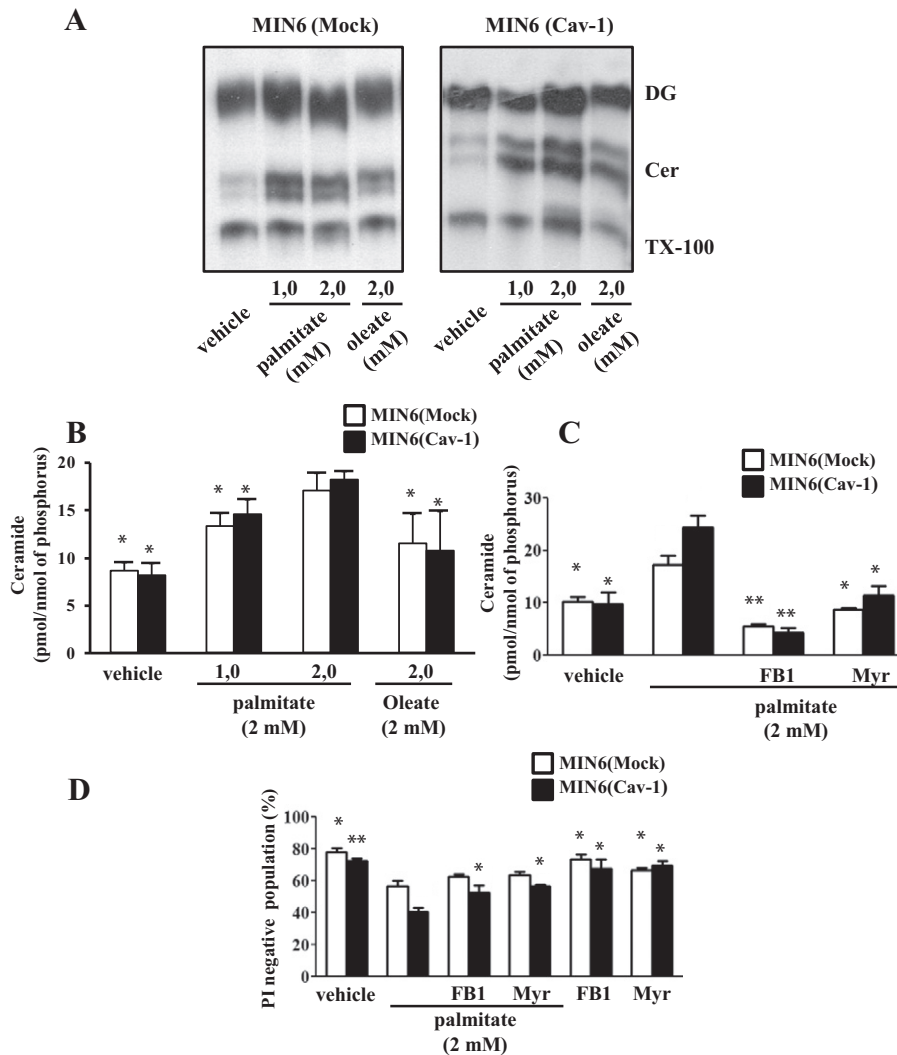 A
MIN6 (Mock)
MIN6 (Cav-1)
DG
Cer
TX-100
1,0 2,0 2,0
vehicle palmitate (mM) oleate (mM)
1,0 2,0 2,0
vehicle palmitate (mM) oleate (mM)
B
MIN6(Mock)
MIN6(Cav-1)
Ceramide
(pmol/nmol of phosphorus)
20
15
10
5
0
* * * * * *
vehicle 1,0 2,0 2,0
palmitate Oleate
(2 mM) (2 mM)
C
MIN6(Mock)
MIN6(Cav-1)
Ceramide
(pmol/nmol of phosphorus)
30
20
10
0
* * ** ** * *
vehicle FB1 Myr
palmitate
(2 mM)
D
MIN6(Mock)
MIN6(Cav-1)
PI negative population (%)
100
80
60
40
20
0
* ** * * * * * *
vehicle FB1 Myr FB1 Myr
palmitate
(2 mM)